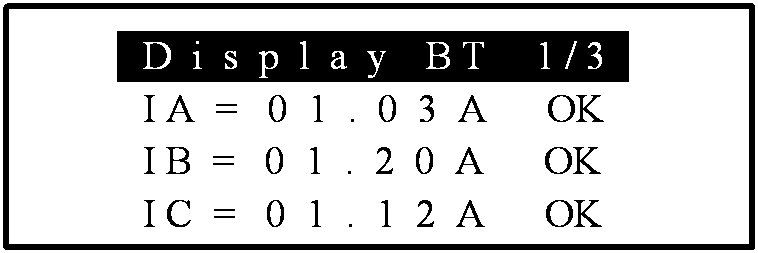 Display BT 1/3
IA = 01.03A OK
IB = 01.20A OK
IC = 01.12A OK